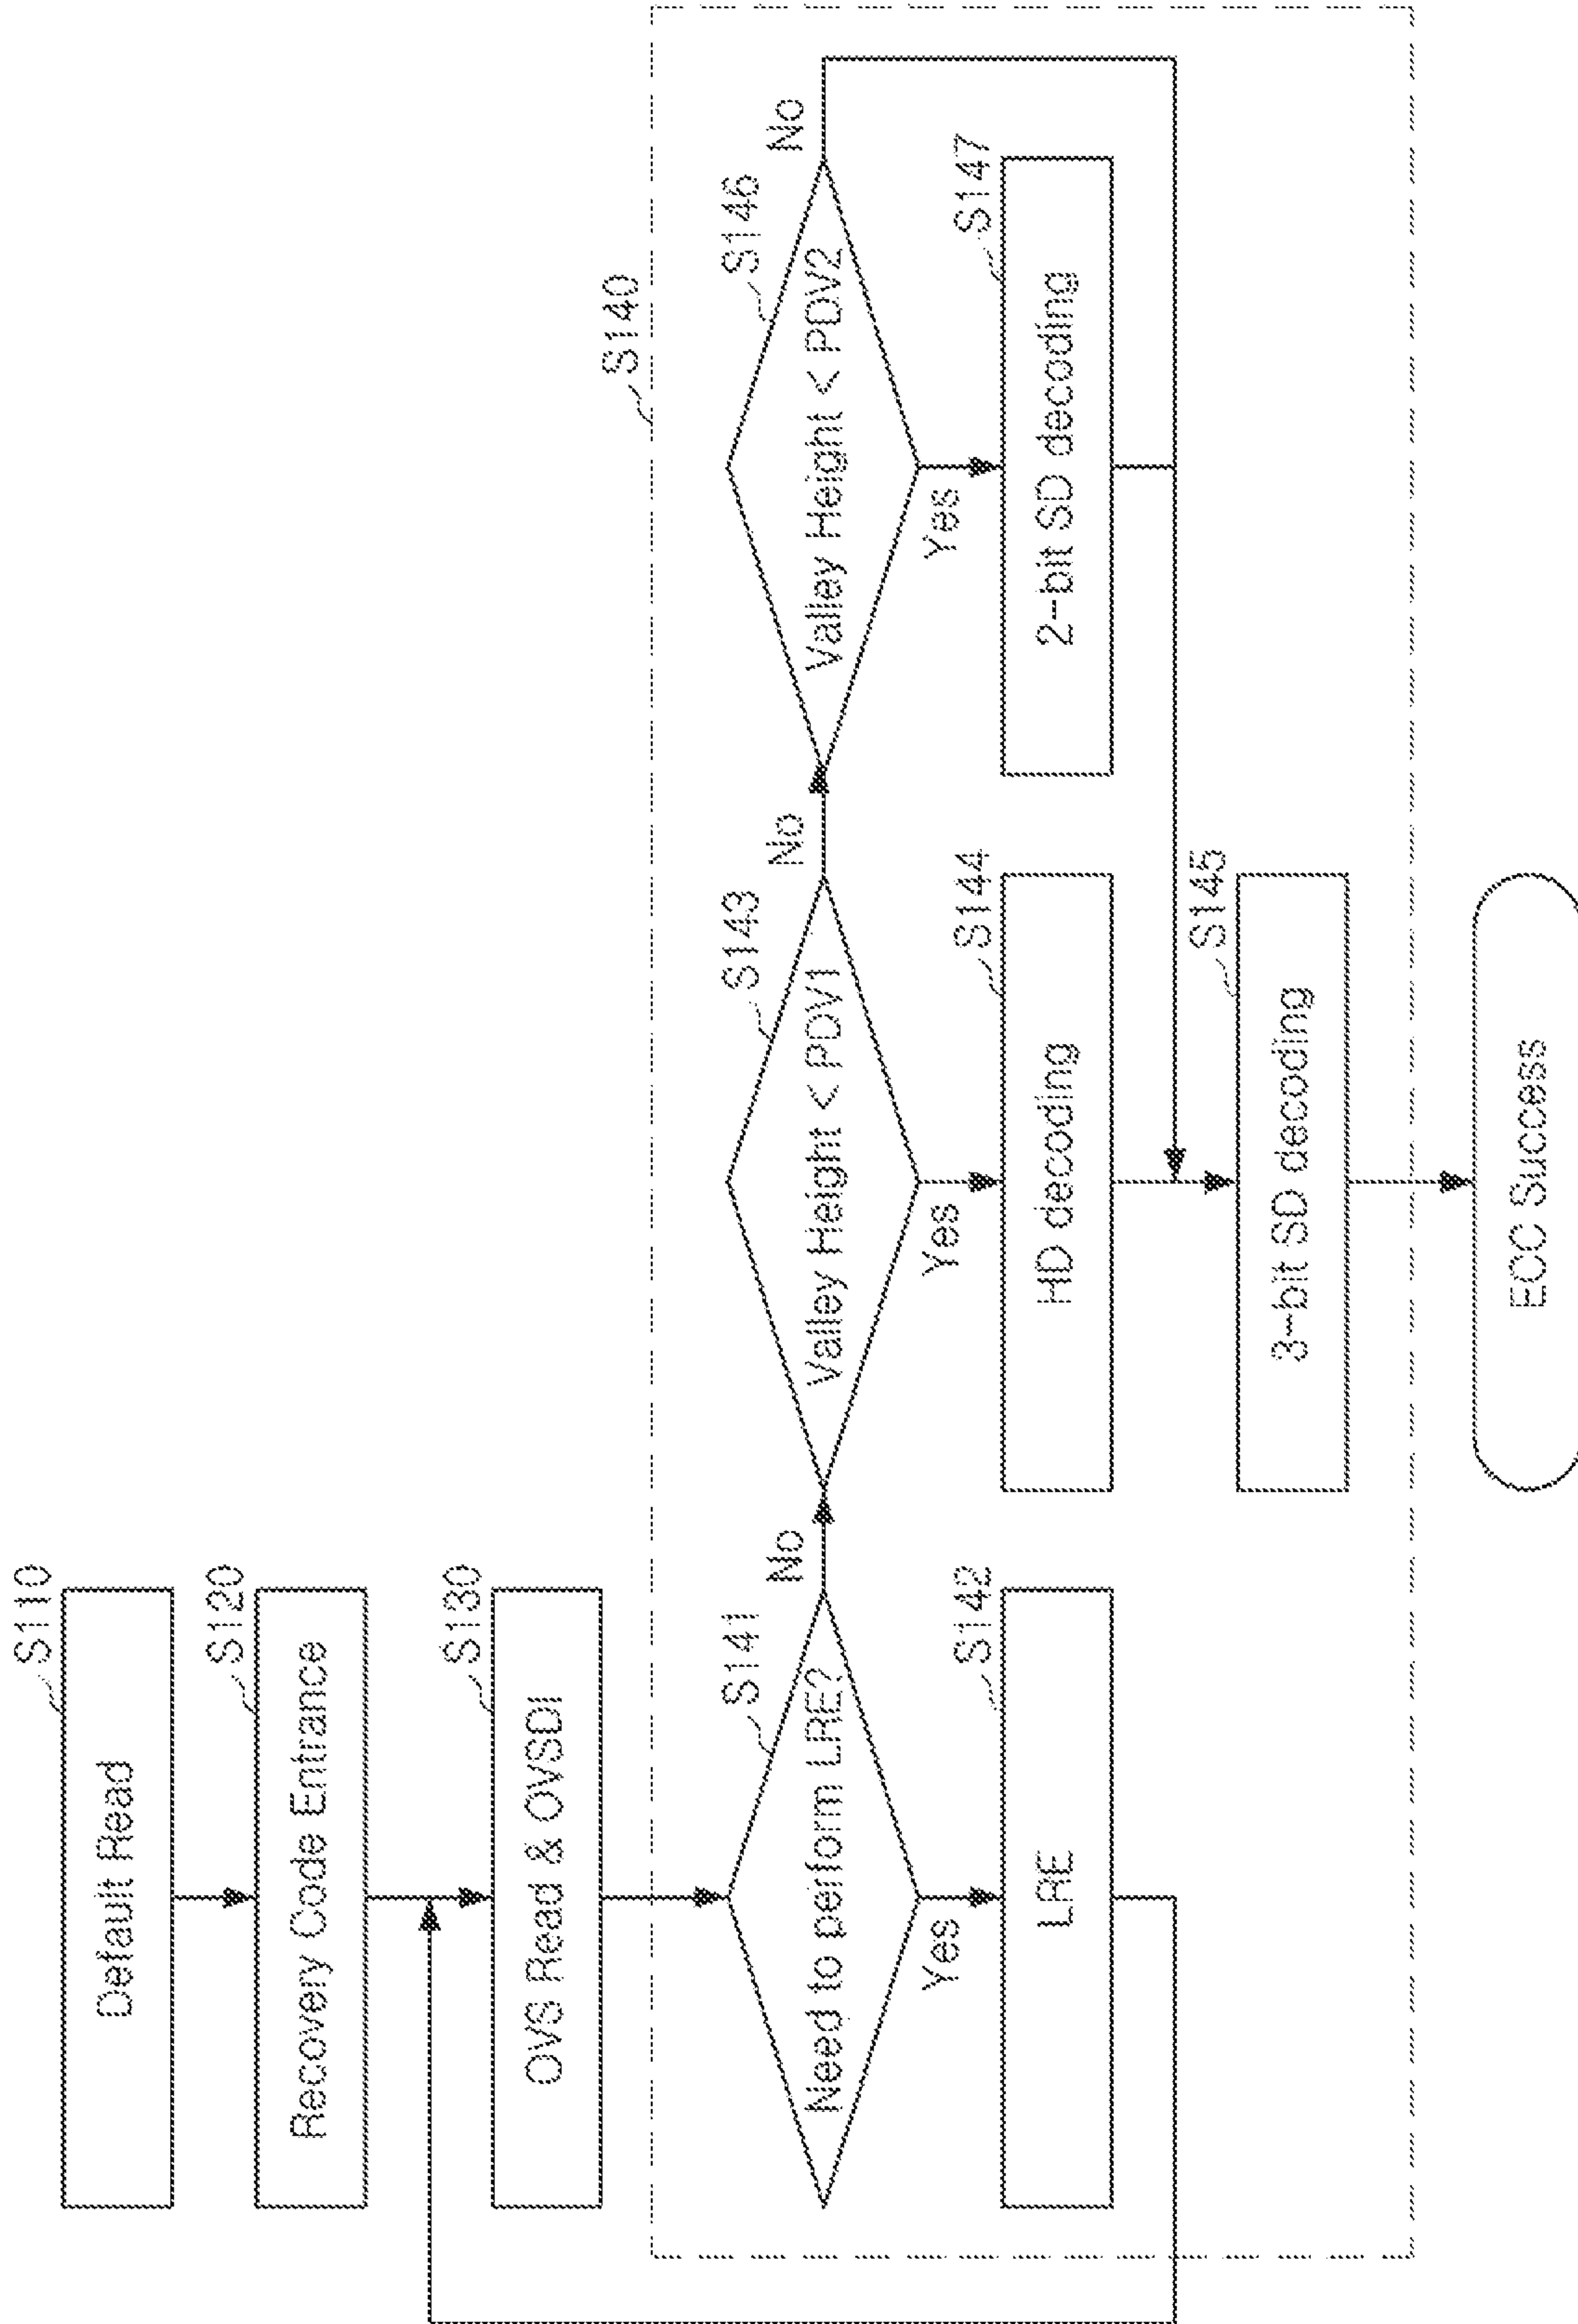 S110
Default Read
S120
Recovery Code Entrance
S130
OVS Read & OVSDI
S140
S141
Need to perform LRE?
No
Yes
S142
LRE
S143
Valley Height < PDV1
No
Yes
S144
HD decoding
S145
3-bit SD decoding
S146
Valley Height < PDV2
No
Yes
S147
2-bit SD decoding
ECC Success